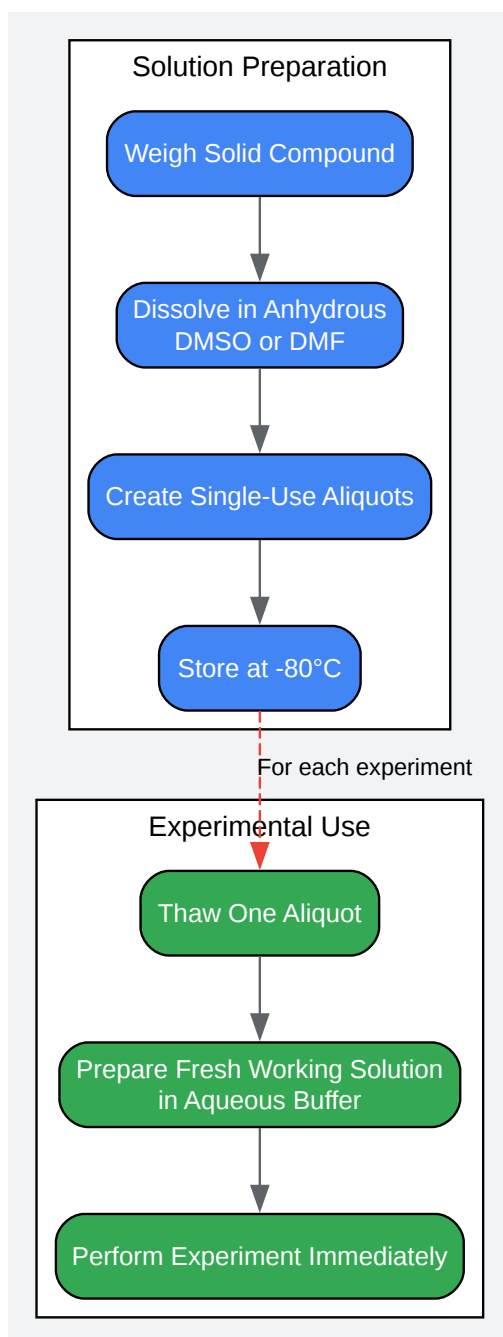 Solution Preparation
Weigh Solid Compound
Dissolve in Anhydrous
DMSO or DMF
Create Single-Use Aliquots
Store at -80°C
For each experiment
Experimental Use
Thaw One Aliquot
Prepare Fresh Working Solution
in Aqueous Buffer
Perform Experiment Immediately